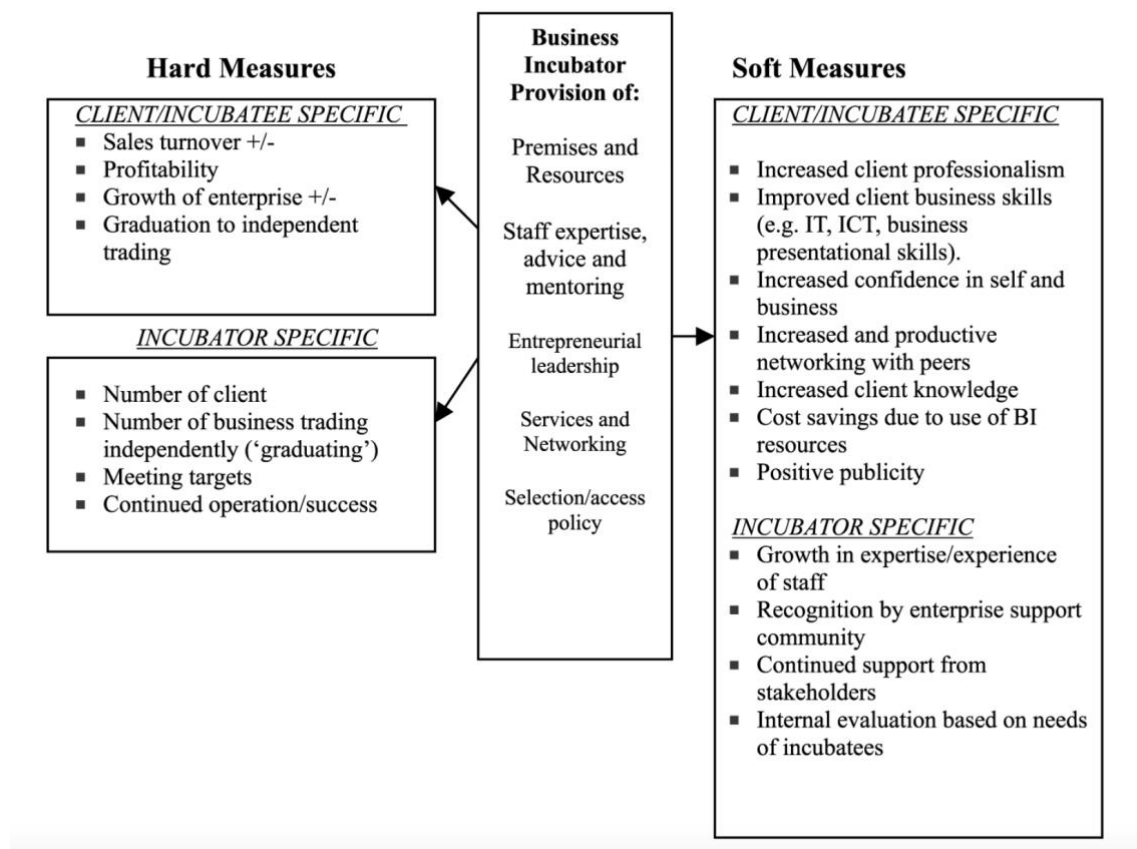 Hard Measures
CLIENT/INCUBATEE SPECIFIC
▪ Sales turnover +/-
▪ Profitability
▪ Growth of enterprise +/-
▪ Graduation to independent
trading
INCUBATOR SPECIFIC
▪ Number of client
▪ Number of business trading
independently (‘graduating’)
▪ Meeting targets
▪ Continued operation/success
Business
Incubator
Provision of:
Premises and
Resources
Staff expertise,
advice and
mentoring
Entrepreneurial
leadership
Services and
Networking
Selection/access
policy
Soft Measures
CLIENT/INCUBATEE SPECIFIC
▪ Increased client professionalism
▪ Improved client business skills
(e.g. IT, ICT, business
presentational skills).
▪ Increased confidence in self and
business
▪ Increased and productive
networking with peers
▪ Increased client knowledge
▪ Cost savings due to use of BI
resources
▪ Positive publicity
INCUBATOR SPECIFIC
▪ Growth in expertise/experience
of staff
▪ Recognition by enterprise support
community
▪ Continued support from
stakeholders
▪ Internal evaluation based on needs
of incubatees